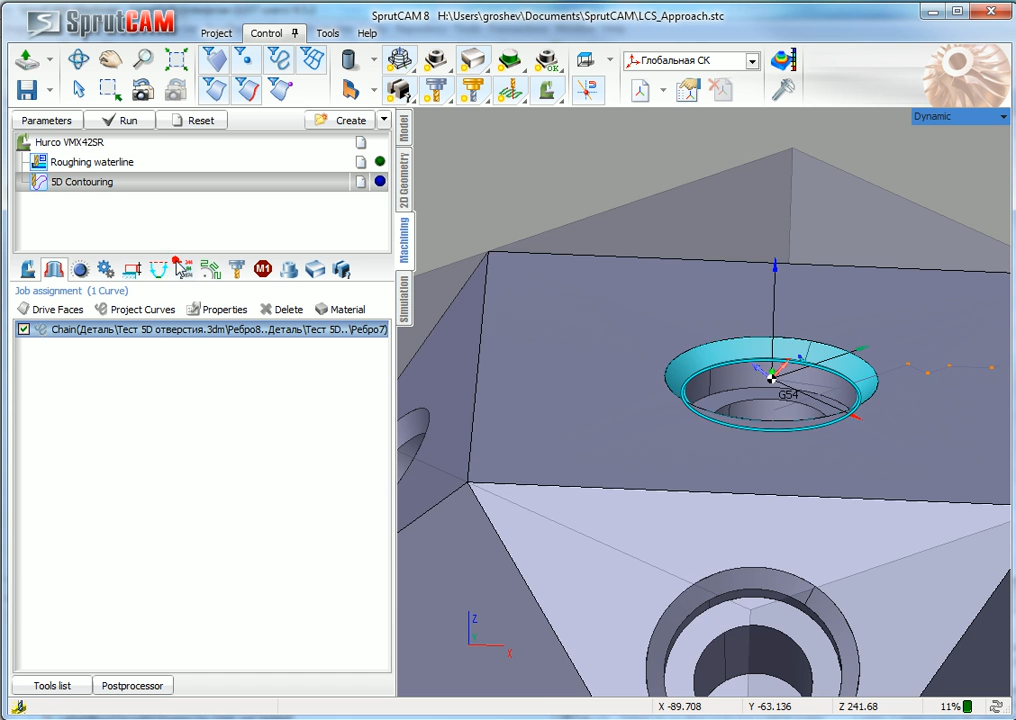 SprutCAM
SprutCAM 8 H:\Users\groshev\Documents\SprutCAM\LCS_Approach.stc
Project
Control
Tools
Help
OK
Глобальная СК
Parameters
Run
Reset
Create
Dynamic
Hurco VMX42SR
Roughing waterline
5D Contouring
Model
2D Geometry
Machining
Simulation
M1
Job assignment (1 Curve)
Drive Faces
Project Curves
Properties
Delete
Material
Chain(Деталь\Тест 5D отверстия.3dm\Ребро8..Деталь\Тест 5D..\Ребро7)
G54
Z
Y
X
Tools list
Postprocessor
X -89.708
Y -63.136
Z 241.68
11%